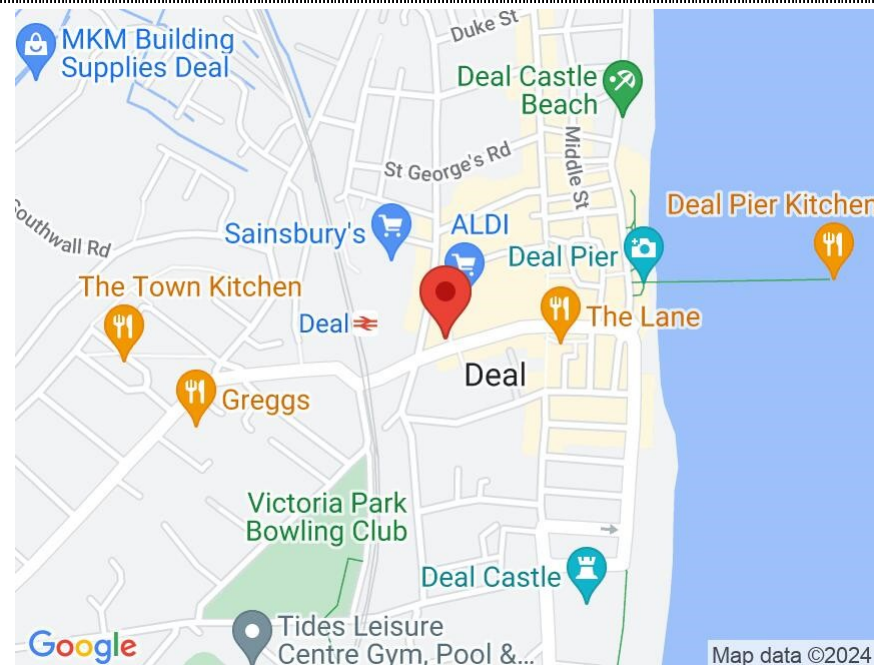 Duke St
MKM Building
Supplies Deal
Deal Castle
Beach
Middle St
St George's Rd
Southwall Rd
Deal Pier Kitchen
Sainsbury's
ALDI
Deal Pier
The Town Kitchen
Deal
The Lane
Deal
Greggs
Victoria Park
Bowling Club
Deal Castle
Tides Leisure
Centre Gym, Pool &...
Google
Map data ©2024